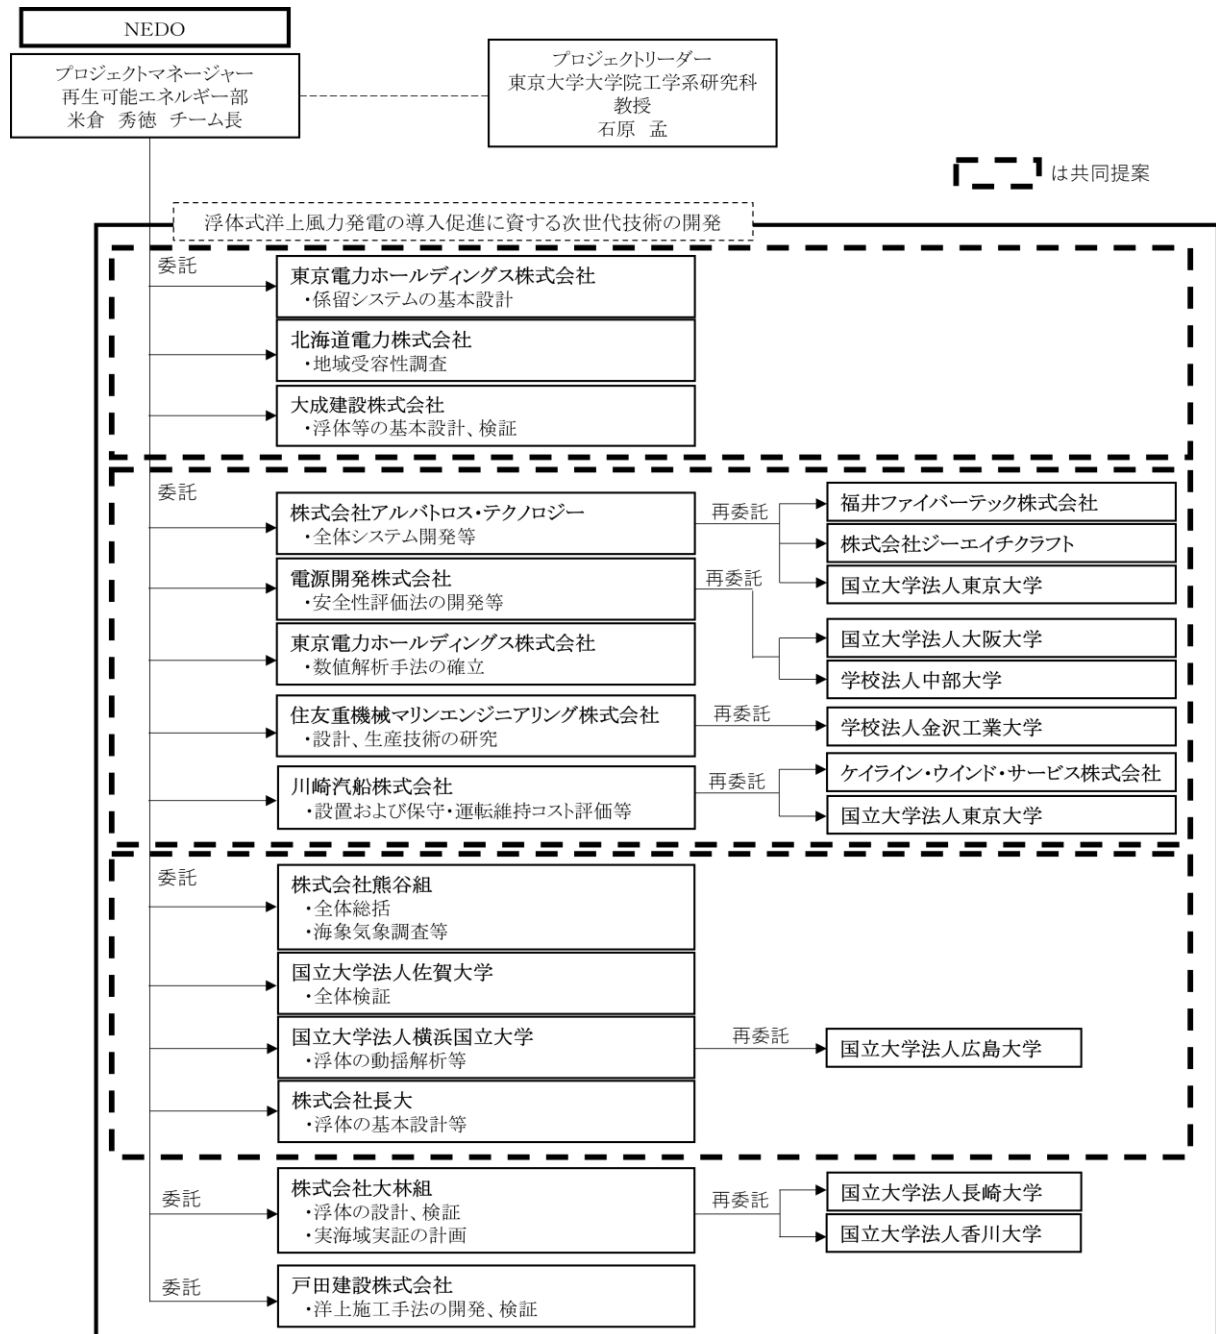 NEDO
プロジェクトマネージャー
再生可能エネルギー部
米倉 秀徳 チーム長
プロジェクトリーダー
東京大学大学院工学系研究科
教授
石原 孟
は共同提案
浮体式洋上風力発電の導入促進に資する次世代技術の開発
委託
東京電力ホールディングス株式会社
・係留システムの基本設計
北海道電力株式会社
・地域受容性調査
大成建設株式会社
・浮体等の基本設計、検証
委託
株式会社アルバトロス・テクノロジー
・全体システム開発等
再委託
福井ファイバーテック株式会社
株式会社ジーエイチクラフト
国立大学法人東京大学
電源開発株式会社
・安全性評価法の開発等
再委託
国立大学法人大阪大学
学校法人中部大学
東京電力ホールディングス株式会社
・数値解析手法の確立
住友重機械マリンエンジニアリング株式会社
・設計、生産技術の研究
再委託
学校法人金沢工業大学
川崎汽船株式会社
・設置および保守・運転維持コスト評価等
再委託
ケイライン・ウインド・サービス株式会社
国立大学法人東京大学
委託
株式会社熊谷組
・全体総括
・海象気象調査等
国立大学法人佐賀大学
・全体検証
国立大学法人横浜国立大学
・浮体の動揺解析等
再委託
国立大学法人広島大学
株式会社長大
・浮体の基本設計等
委託
株式会社大林組
・浮体の設計、検証
・実海域実証の計画
再委託
国立大学法人長崎大学
国立大学法人香川大学
委託
戸田建設株式会社
・洋上施工手法の開発、検証